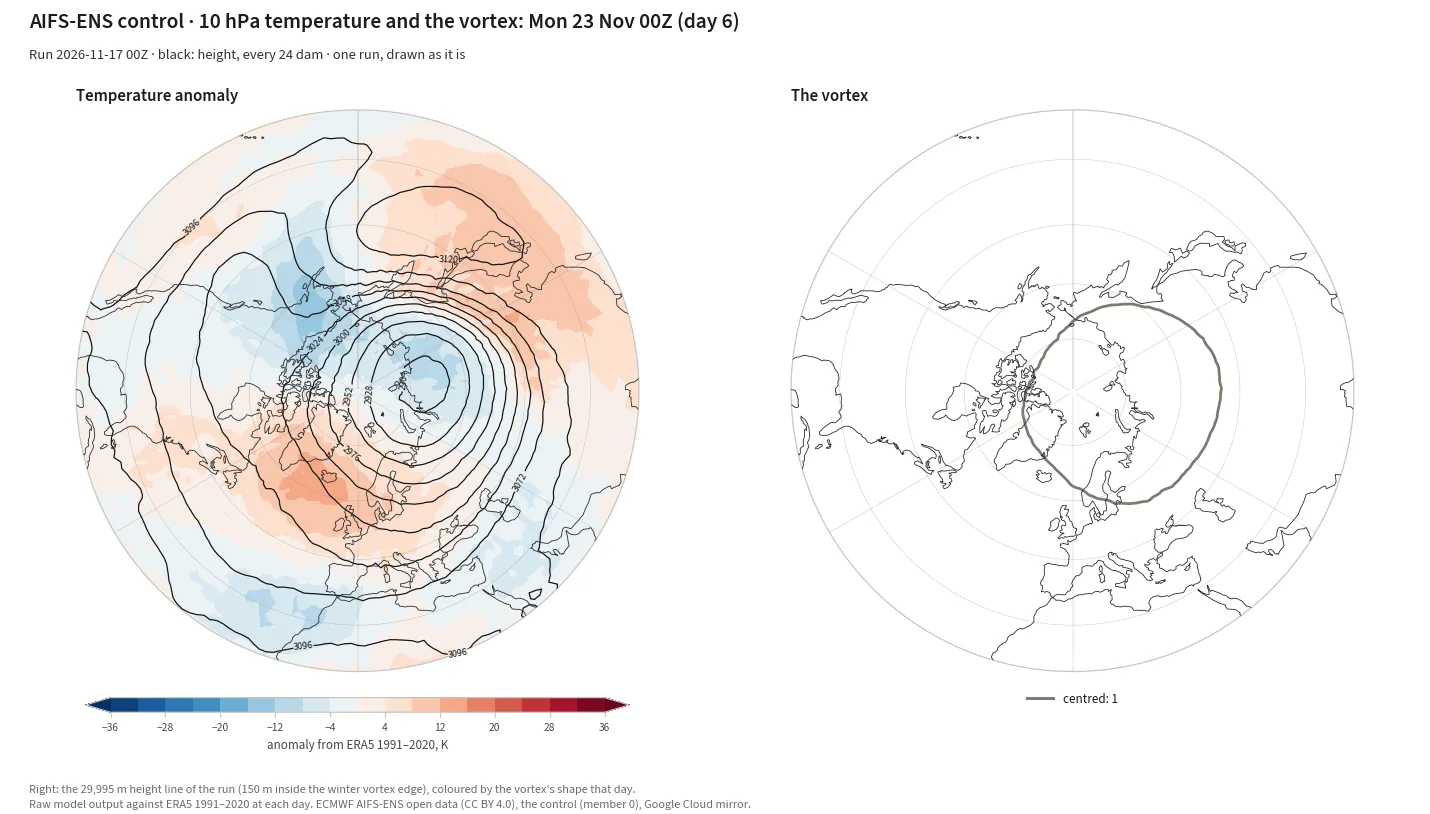 AIFS-ENS control · 10 hPa temperature and the vortex: Mon 23 Nov 00Z (day 6)
Run 2026-11-17 00Z · black: height, every 24 dam · one run, drawn as it is
Temperature anomaly
The vortex
3096
3120
3000
3024
2952
2928
2976
3072
3096
3096
centred: 1
−36
−28
−20
−12
−4
4
12
20
28
36
anomaly from ERA5 1991–2020, K
Right: the 29,995 m height line of the run (150 m inside the winter vortex edge), coloured by the vortex's shape that day.
Raw model output against ERA5 1991–2020 at each day. ECMWF AIFS-ENS open data (CC BY 4.0), the control (member 0), Google Cloud mirror.